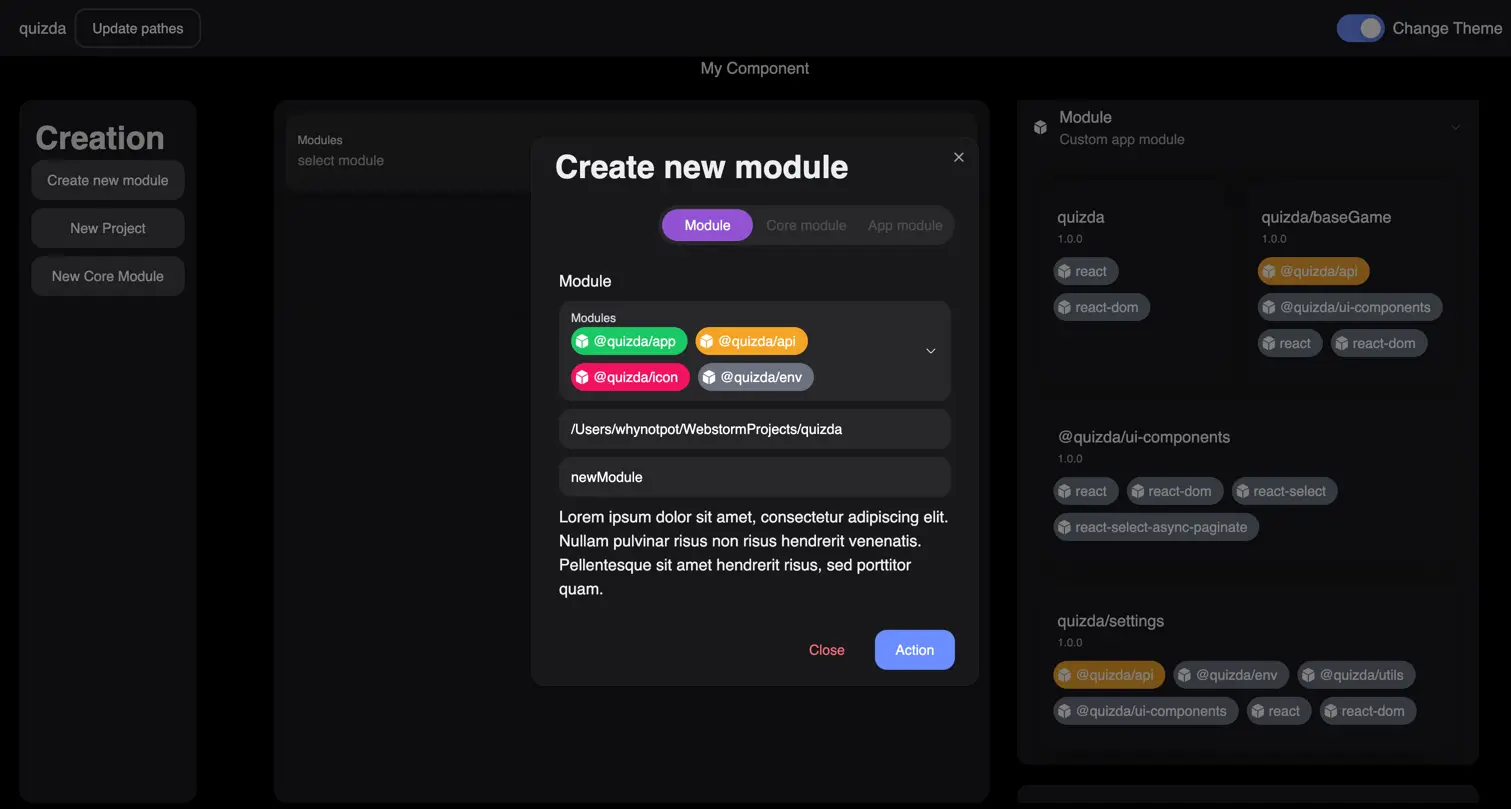 quizda
Update pathes
Change Theme
My Component
Creation
Create new module
New Project
New Core Module
Modules
select module
Create new module
Module Core module App module
Module
Modules
@quizda/app @quizda/api
@quizda/icon @quizda/env
/Users/whynotpot/WebstormProjects/quizda
newModule
Lorem ipsum dolor sit amet, consectetur adipiscing elit.
Nullam pulvinar risus non risus hendrerit venenatis.
Pellentesque sit amet hendrerit risus, sed porttitor
quam.
Close Action
Module
Custom app module
quizda
1.0.0
react
react-dom
quizda/baseGame
1.0.0
@quizda/api
@quizda/ui-components
react react-dom
@quizda/ui-components
1.0.0
react react-dom react-select
react-select-async-paginate
quizda/settings
1.0.0
@quizda/api @quizda/env @quizda/utils
@quizda/ui-components react react-dom